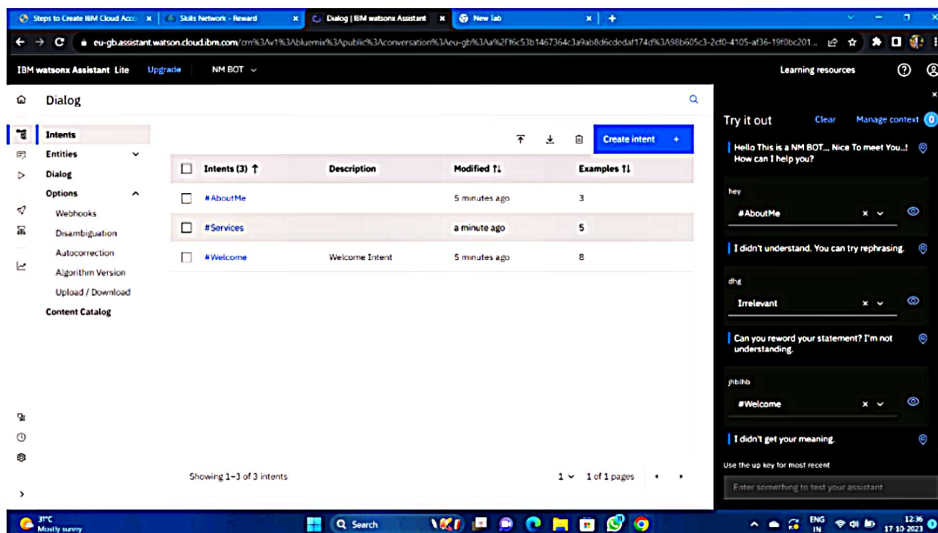 Steps to Create IBM Cloud Acco
Skills Network - Reward
Dialog | IBM watsonx Assistant
New Tab
IBM watsonx Assistant Lite
Upgrade
NM BOT
Learning resources
Dialog
Intents
Entities
Dialog
Options
Webhooks
Disambiguation
Autocorrection
Algorithm Version
Upload / Download
Content Catalog
Create intent +
Intents (3) ↑ Description Modified ↑↓ Examples ↑↓
#AboutMe 5 minutes ago 3
#Services a minute ago 5
#Welcome Welcome Intent 5 minutes ago 8
Showing 1-3 of 3 intents
1 1 of 1 pages
Try it out Clear Manage context 0
Hello This is a NM BOT... Nice To meet You..!
How can I help you?
hey
#AboutMe
I didn't understand. You can try rephrasing.
dhg
Irrelevant
Can you reword your statement? I'm not
understanding.
jhblhb
#Welcome
I didn't get your meaning.
Use the up key for most recent
Enter something to test your assistant
31°C
Mostly sunny
Search
ENG
IN
12:36
17-10-2023